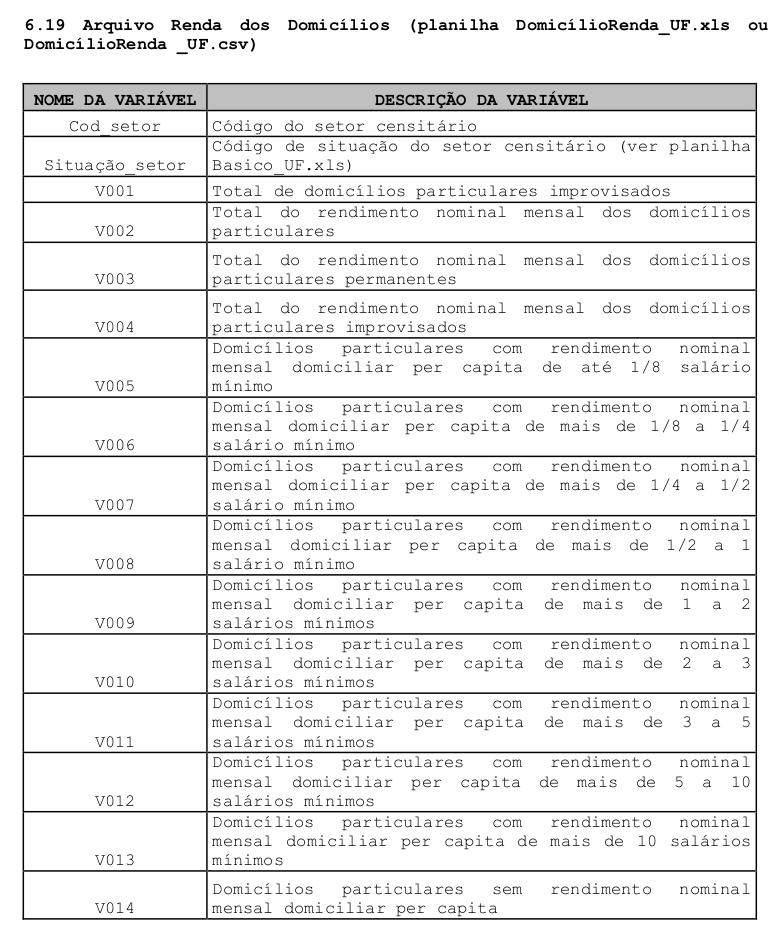 6.19 Arquivo Renda dos Domicílios (planilha DomicílioRenda_UF.xls ou
DomicílioRenda _UF.csv)
NOME DA VARIÁVEL DESCRIÇÃO DA VARIÁVEL
Cod_setor Código do setor censitário
Código de situação do setor censitário (ver planilha
Situação_setor Basico_UF.xls)
V001 Total de domicílios particulares improvisados
Total do rendimento nominal mensal dos domicílios
V002 particulares
Total do rendimento nominal mensal dos domicílios
V003 particulares permanentes
Total do rendimento nominal mensal dos domicílios
V004 particulares improvisados
Domicílios particulares com rendimento nominal
mensal domiciliar per capita de até 1/8 salário
V005 mínimo
Domicílios particulares com rendimento nominal
mensal domiciliar per capita de mais de 1/8 a 1/4
V006 salário mínimo
Domicílios particulares com rendimento nominal
mensal domiciliar per capita de mais de 1/4 a 1/2
V007 salário mínimo
Domicílios particulares com rendimento nominal
mensal domiciliar per capita de mais de 1/2 a 1
V008 salário mínimo
Domicílios particulares com rendimento nominal
mensal domiciliar per capita de mais de 1 a 2
V009 salários mínimos
Domicílios particulares com rendimento nominal
mensal domiciliar per capita de mais de 2 a 3
V010 salários mínimos
Domicílios particulares com rendimento nominal
mensal domiciliar per capita de mais de 3 a 5
V011 salários mínimos
Domicílios particulares com rendimento nominal
mensal domiciliar per capita de mais de 5 a 10
V012 salários mínimos
Domicílios particulares com rendimento nominal
mensal domiciliar per capita de mais de 10 salários
V013 mínimos
Domicílios particulares sem rendimento nominal
V014 mensal domiciliar per capita